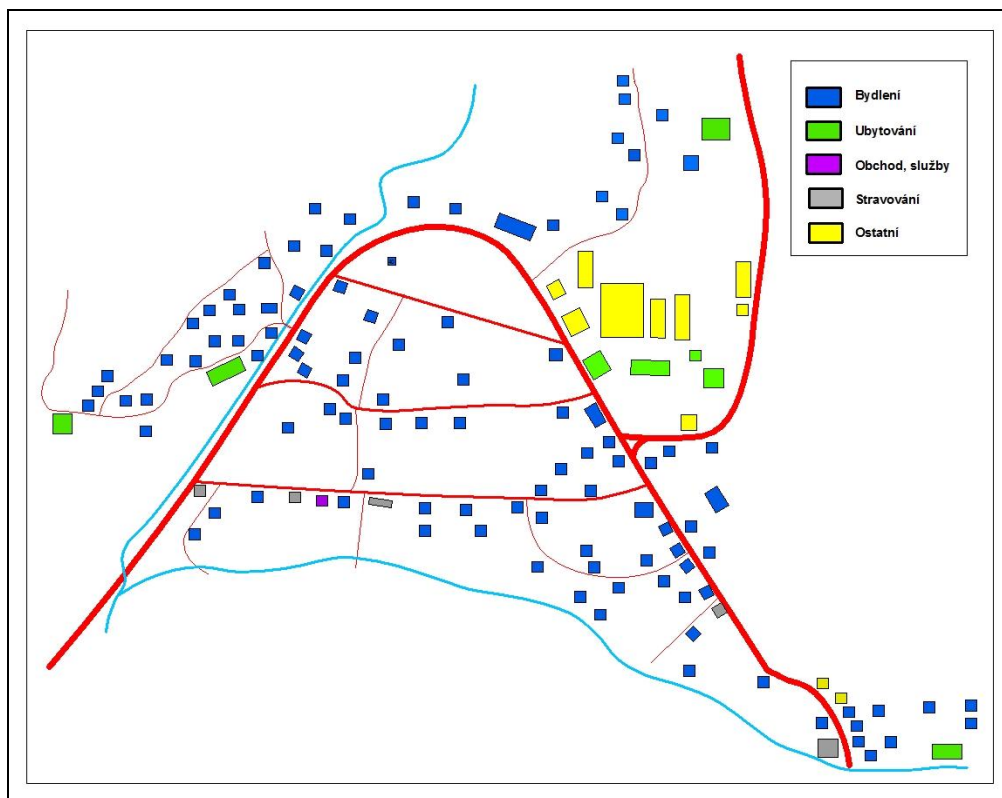 Bydlení
Ubytování
Obchod, služby
Stravování
Ostatní